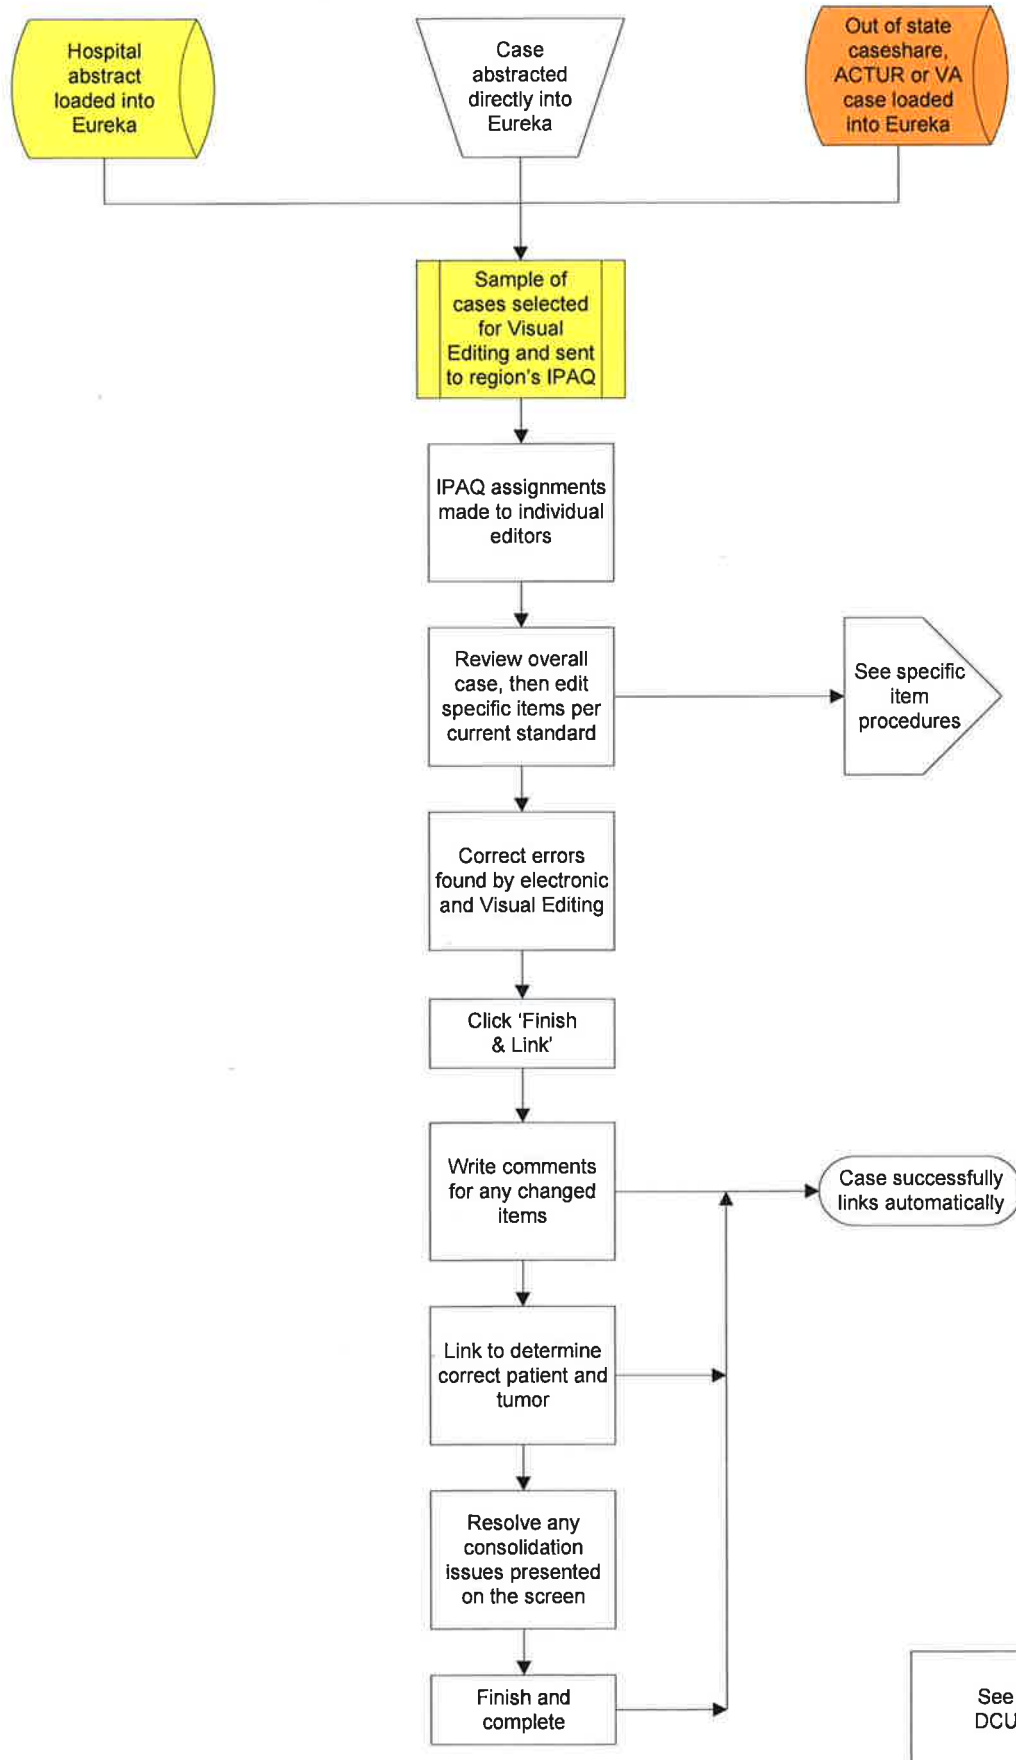 Hospital
abstract
loaded into
Eureka
Case
abstracted
directly into
Eureka
Out of state
caseshare,
ACTUR or VA
case loaded
into Eureka
Sample of
cases selected
for Visual
Editing and sent
to region's IPAQ
IPAQ assignments
made to individual
editors
Review overall
case, then edit
specific items per
current standard
See specific
item
procedures
Correct errors
found by electronic
and Visual Editing
Click 'Finish
& Link'
Write comments
for any changed
items
Case successfully
links automatically
Link to determine
correct patient and
tumor
Resolve any
consolidation
issues presented
on the screen
Finish and
complete
See
DCU